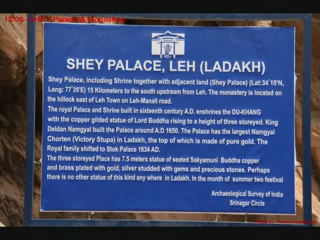 SHEY PALACE, LEH (LADAKH)
Shey Palace, including Shrine together with adjacent land (Shey Palace) (Lat:34°10'N,
Long: 77°35'E) 15 Kilometers to the south upstream from Leh. The monastery is located on
the hillock east of Leh Town on Leh-Manali road.
The royal Palace and Shrine built in sixteenth century A.D. enshrines the DU-KHANG
with the copper gilded statue of Lord Buddha rising to a height of three storeyed. King
Deldan Namgyal built the Palace around A.D 1650. The Palace has the largest Namgyal
Chorten (Victory Stupa) in Ladakh, the top of which is made of pure gold. The
Royal family shifted to Stok Palace 1834 AD.
The three storeyed Place has 7.5 meters statue of seated Sakyamuni Buddha copper
and brass plated with gold, silver studded with gems and precious stones. Perhaps
there is no other statue of this kind any where in Ladakh. In the month of summer two festival
Archaeological Survey of India
Srinagar Circle